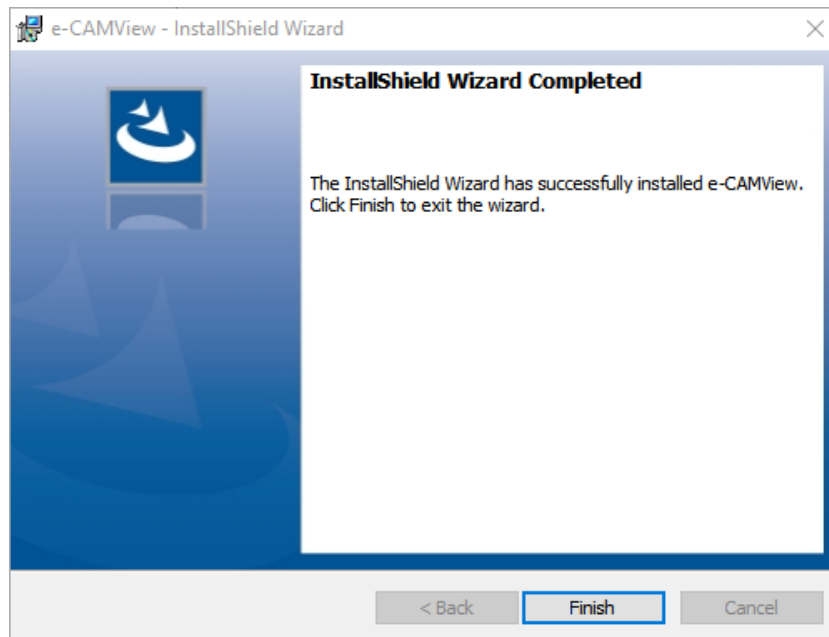 e-CAMView - InstallShield Wizard
InstallShield Wizard Completed
The InstallShield Wizard has successfully installed e-CAMView.
Click Finish to exit the wizard.
< Back
Finish
Cancel